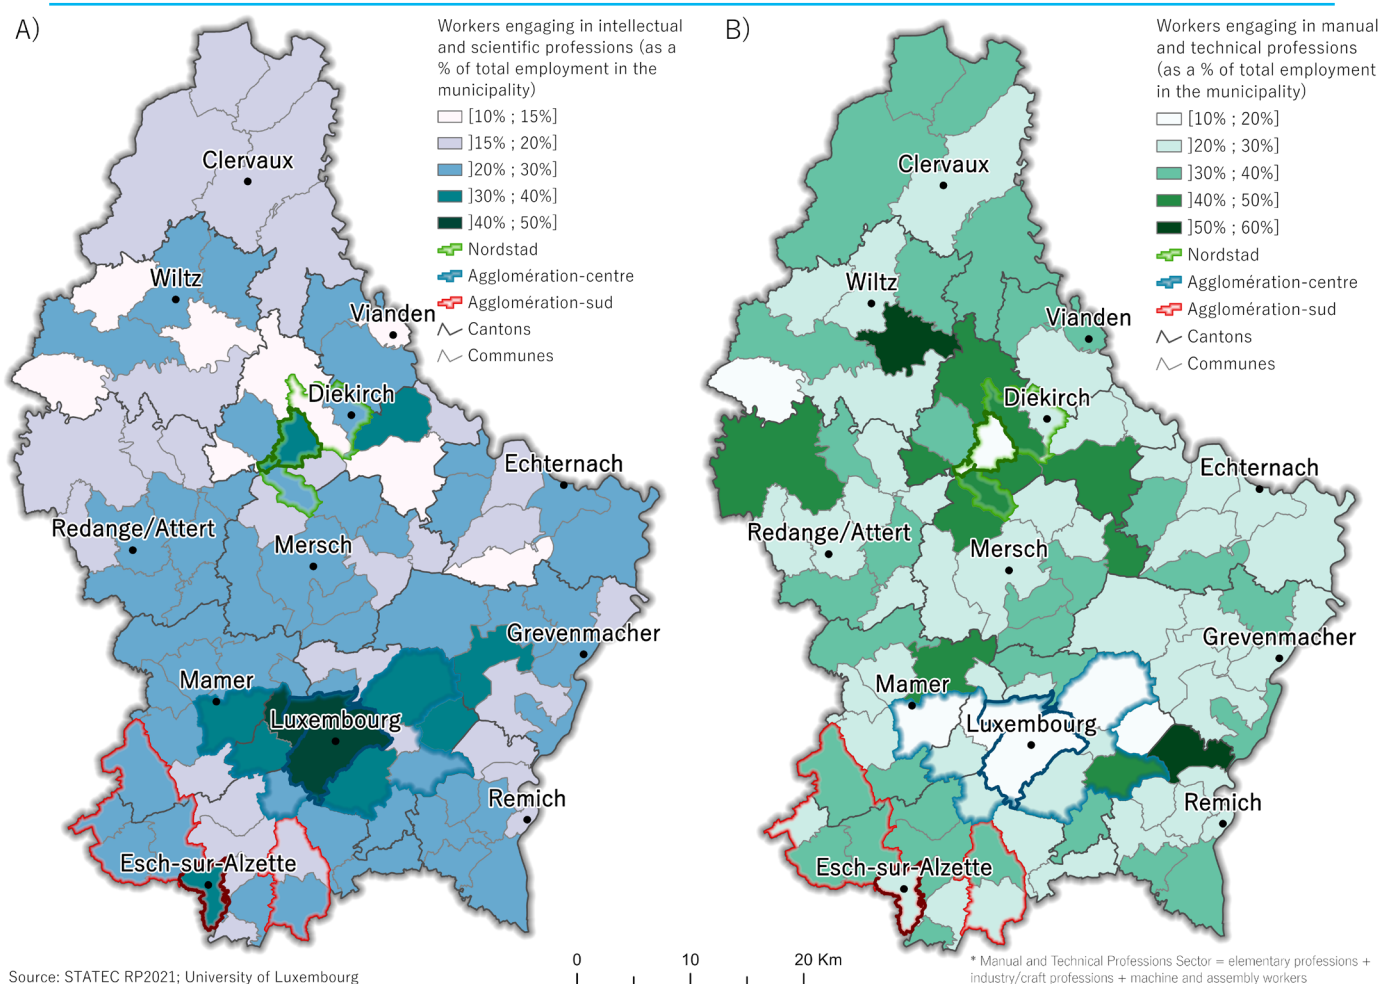 A)
Workers engaging in intellectual
and scientific professions (as a
% of total employment in the
municipality)
[10% ; 15%]
]15% ; 20%]
]20% ; 30%]
]30% ; 40%]
]40% ; 50%]
Nordstad
Agglomération-centre
Agglomération-sud
Cantons
Communes
Clervaux
Wiltz
Vianden
Diekirch
Echternach
Redange/Attert
Mersch
Grevenmacher
Mamer
Luxembourg
Remich
Esch-sur-Alzette
B)
Workers engaging in manual
and technical professions
(as a % of total employment
in the municipality)
[10% ; 20%]
]20% ; 30%]
]30% ; 40%]
]40% ; 50%]
]50% ; 60%]
Nordstad
Agglomération-centre
Agglomération-sud
Cantons
Communes
Clervaux
Wiltz
Vianden
Diekirch
Echternach
Redange/Attert
Mersch
Grevenmacher
Mamer
Luxembourg
Remich
Esch-sur-Alzette
Source: STATEC RP2021; University of Luxembourg
0 10 20 Km
* Manual and Technical Professions Sector = elementary professions +
industry/craft professions + machine and assembly workers